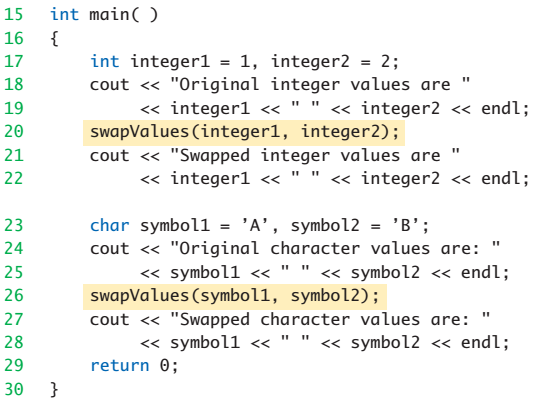 15 int main( )
16 {
17     int integer1 = 1, integer2 = 2;
18     cout << "Original integer values are "
19          << integer1 << " " << integer2 << endl;
20     swapValues(integer1, integer2);
21     cout << "Swapped integer values are "
22          << integer1 << " " << integer2 << endl;
23     char symbol1 = ’A’, symbol2 = ’B’;
24     cout << "Original character values are: "
25          << symbol1 << " " << symbol2 << endl;
26     swapValues(symbol1, symbol2);
27     cout << "Swapped character values are: "
28          << symbol1 << " " << symbol2 << endl;
29     return 0;
30 }